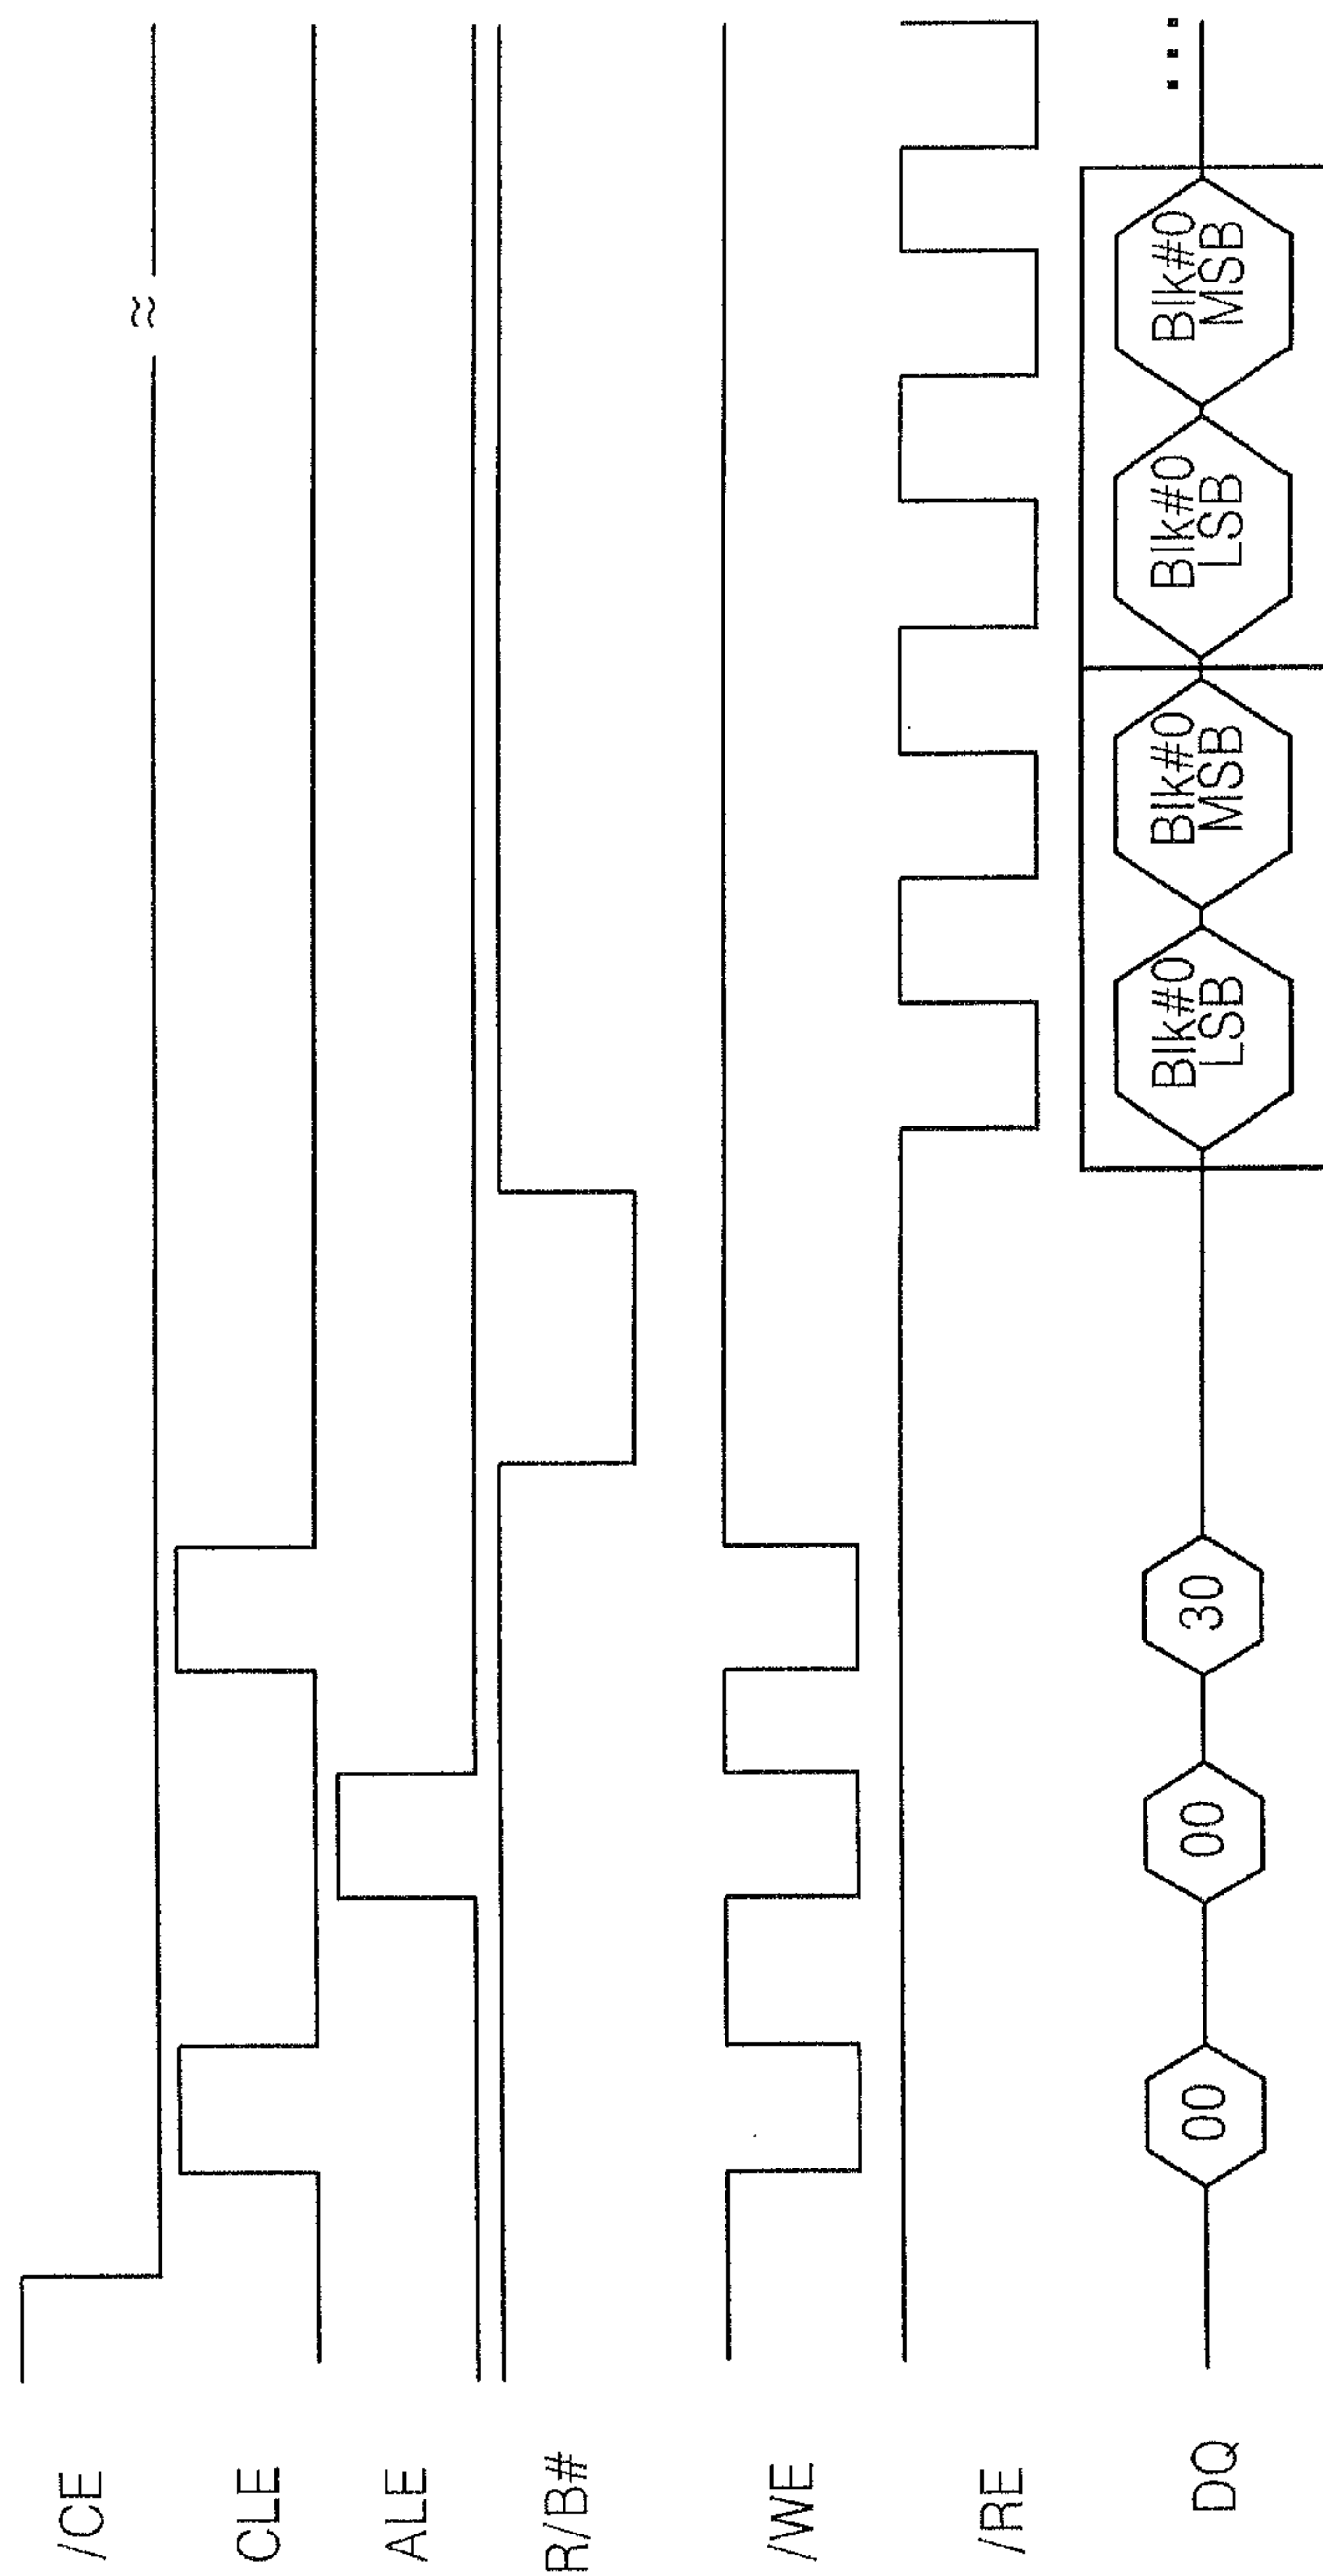 /CE
CLE
ALE
R/B#
/WE
/RE
DQ
00
00
30
Blk#0
LSB
Blk#0
MSB
Blk#0
LSB
Blk#0
MSB
...